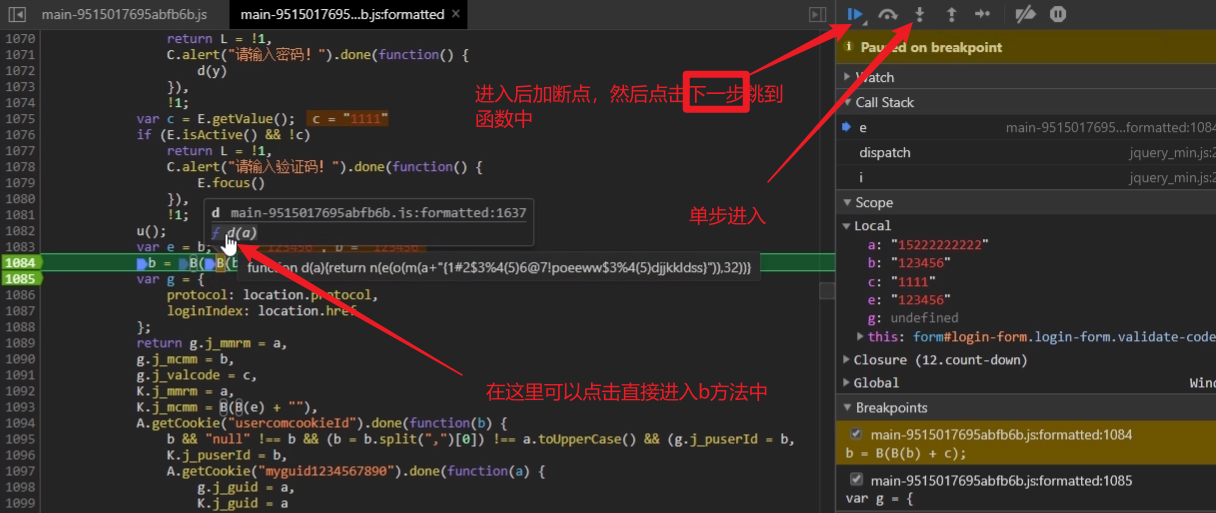 main-9515017695abfb6b.js
main-9515017695...b.js:formatted ×
1070 return L = !1,
1071 C.alert("请输入密码！").done(function() {
1072 d(y)
1073 }),
1074 !1;
1075 var c = E.getValue(); c = "1111"
1076 if (E.isActive() && !c)
1077 return L = !1,
1078 C.alert("请输入验证码！").done(function() {
1079 E.focus()
1080 }),
1081 !1;
1082 u();
1083 var e = b; "123456", b = "123456"
1084 b = B(B(b
1085 var g = {
1086 protocol: location.protocol,
1087 loginIndex: location.href
1088 };
1089 return g.j_mmrm = a,
1090 g.j_mcmm = b,
1091 g.j_valcode = c,
1092 K.j_mmrm = a,
1093 K.j_mcmm = B(B(e) + ""),
1094 A.getCookie("usercomcookieId").done(function(b) {
1095 b && "null" !== b && (b = b.split(",")[0]) !== a.toUpperCase() && (g.j_puserId = b,
1096 K.j_puserId = b,
1097 A.getCookie("myguid1234567890").done(function(a) {
1098 g.j_guid = a,
1099 K.j_guid = a
d main-9515017695abfb6b.js:formatted:1637
f d(a)
function d(a){return n(e(o(m(a+"{1#2$3%4(5)6@7!poeeww$3%4(5)djjkkldss}")),32))}
进入后加断点，然后点击下一步跳到
函数中
单步进入
在这里可以点击直接进入b方法中
Paused on breakpoint
Watch
Call Stack
e main-9515017695...formatted:1084
dispatch jquery_min.js:2
i jquery_min.js:2
Scope
Local
a: "15222222222"
b: "123456"
c: "1111"
e: "123456"
g: undefined
this: form#login-form.login-form.validate-code
Closure (12.count-down)
Global Wind
Breakpoints
main-9515017695abfb6b.js:formatted:1084
b = B(B(b) + c);
main-9515017695abfb6b.js:formatted:1085
var g = {